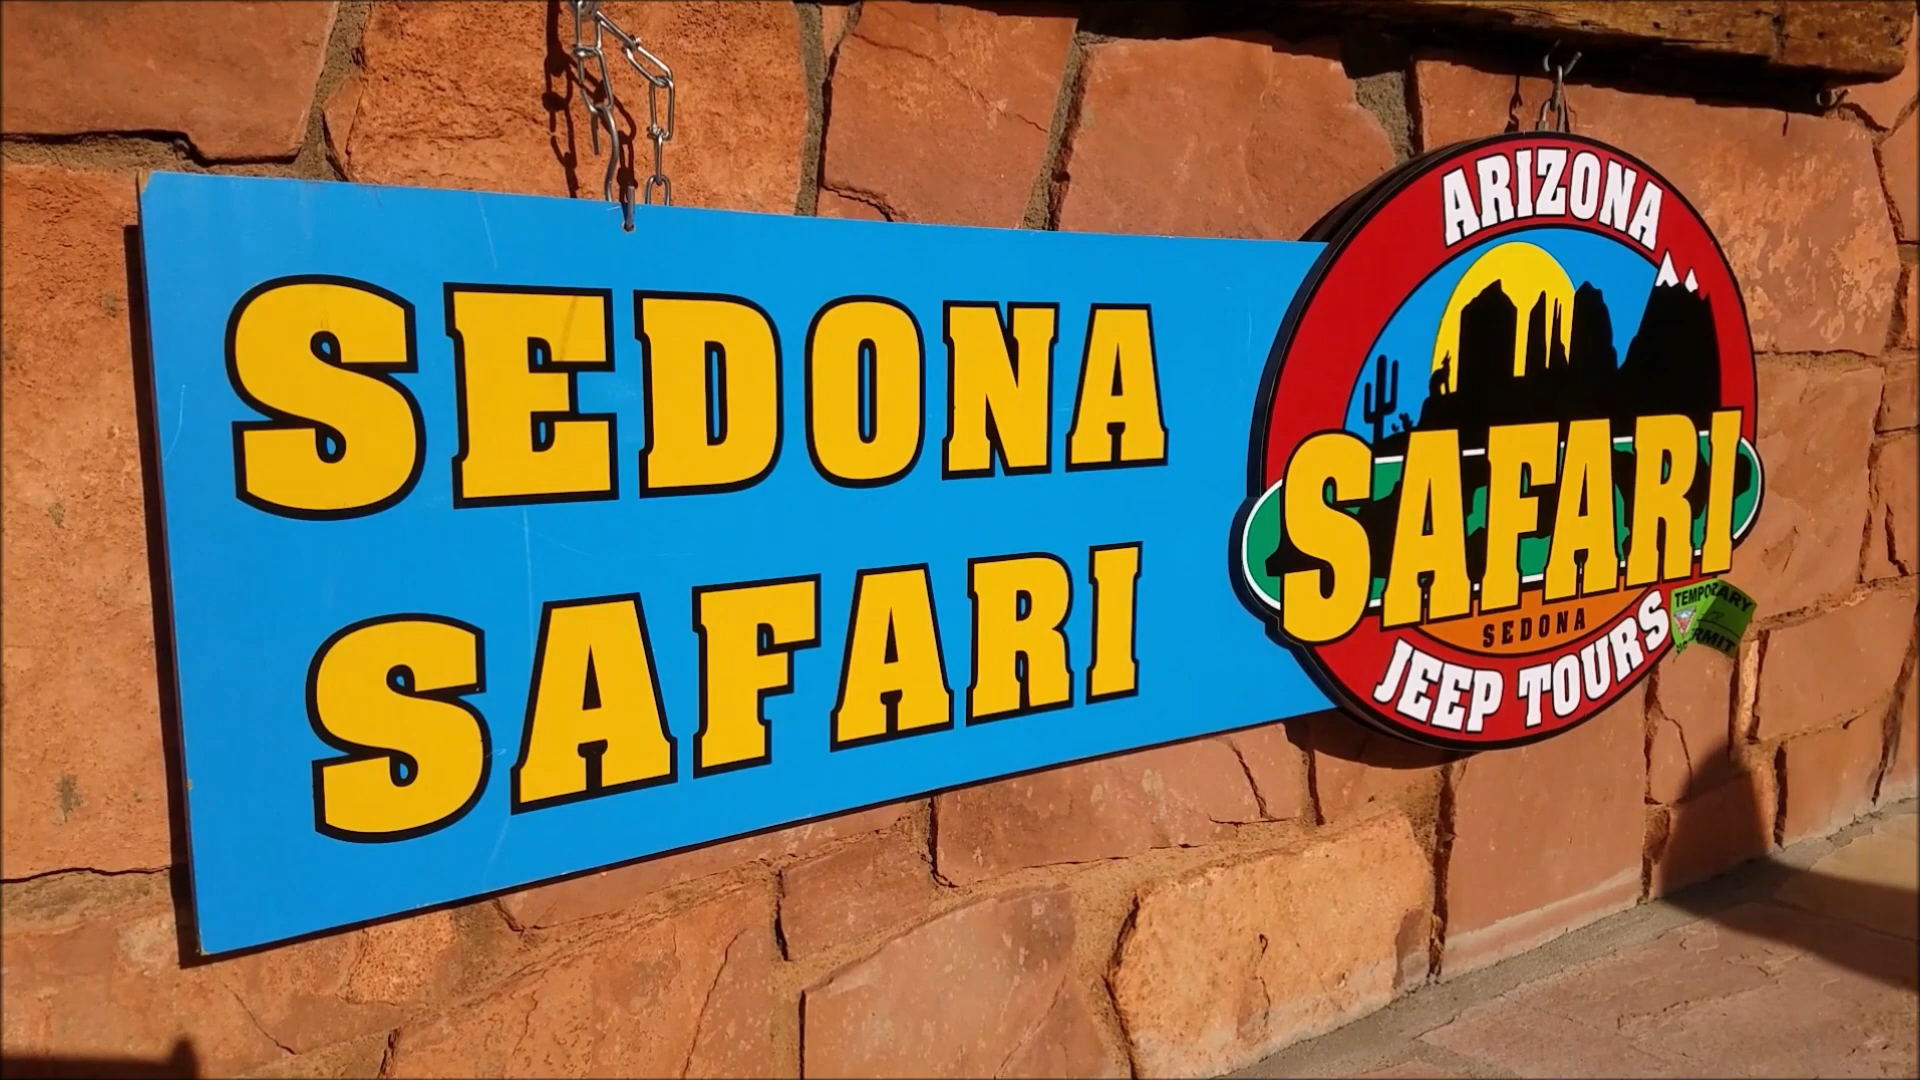 SEDONA
SAFARI
ARIZONA
SAFARI
SEDONA
JEEP TOURS
TEMPORARY